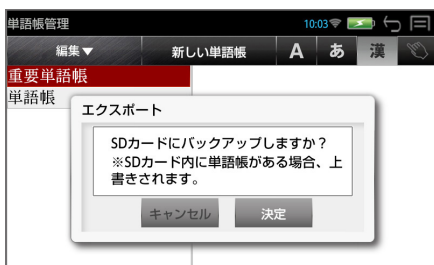 単語帳管理 10:03
編集▼ 新しい単語帳 A あ 漢
重要単語帳
単語帳
エクスポート
SDカードにバックアップしますか？
※SDカード内に単語帳がある場合、上
書きされます。
キャンセル 決定